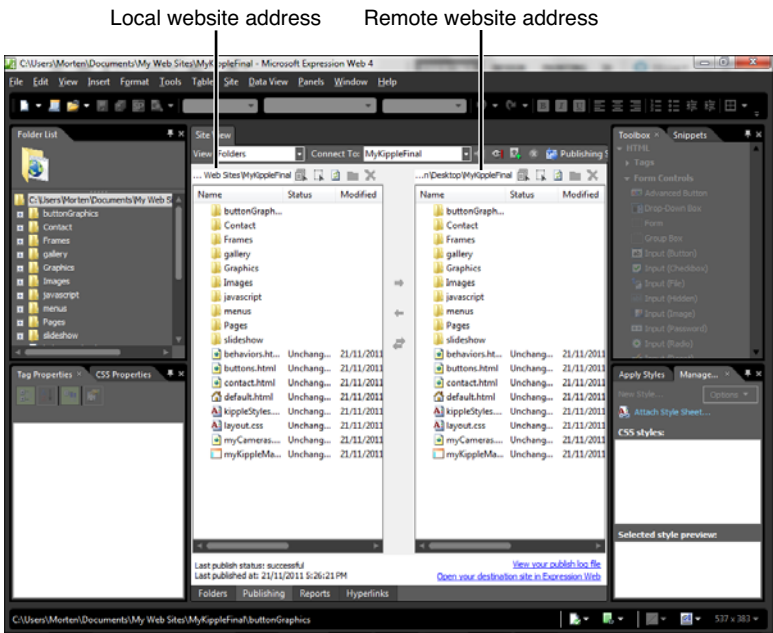 Local website address Remote website address
C:\Users\Morten\Documents\My Web Sites\MyKippleFinal - Microsoft Expression Web 4
File Edit View Insert Format Tools Table Site Data View Panels Window Help
Folder List
C:\Users\Morten\Documents\My Web S
buttonGraphics
Contact
Frames
gallery
Graphics
Images
javascript
menus
Pages
slideshow
Tag Properties × CSS Properties
Site View
View: Folders Connect To: MyKippleFinal Publishing S
... Web Sites\MyKippleFinal
Name Status Modified
buttonGraph...
Contact
Frames
gallery
Graphics
Images
javascript
menus
Pages
slideshow
behaviors.ht... Unchang... 21/11/2011
buttons.html Unchang... 21/11/2011
contact.html Unchang... 21/11/2011
default.html Unchang... 21/11/2011
kippleStyles.... Unchang... 21/11/2011
layout.css Unchang... 21/11/2011
myCameras.... Unchang... 21/11/2011
myKippleMa... Unchang... 21/11/2011
...n\Desktop\MyKippleFinal
Name Status Modified
buttonGraph...
Contact
Frames
gallery
Graphics
Images
javascript
menus
Pages
slideshow
behaviors.ht... Unchang... 21/11/2011
buttons.html Unchang... 21/11/2011
contact.html Unchang... 21/11/2011
default.html Unchang... 21/11/2011
kippleStyles.... Unchang... 21/11/2011
layout.css Unchang... 21/11/2011
myCameras.... Unchang... 21/11/2011
myKippleMa... Unchang... 21/11/2011
Last publish status: successful
Last published at: 21/11/2011 5:26:21 PM
View your publish log file
Open your destination site in Expression Web
Folders Publishing Reports Hyperlinks
Toolbox × Snippets
HTML
Tags
Form Controls
Advanced Button
Drop-Down Box
Form
Group Box
Input (Button)
Input (Checkbox)
Input (File)
Input (Hidden)
Input (Image)
Input (Password)
Input (Radio)
Apply Styles Manage... ×
New Style... Options
Attach Style Sheet...
CSS styles:
Selected style preview:
C:\Users\Morten\Documents\My Web Sites\MyKippleFinal\buttonGraphics 537 x 383